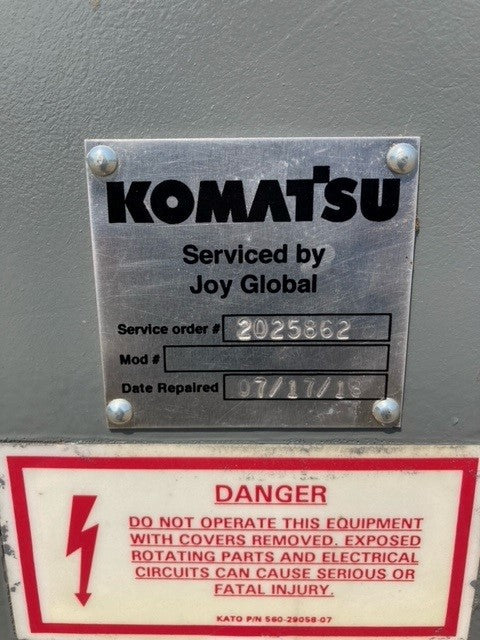 KOMATSU
Serviced by
Joy Global
Service order # 2025862
Mod #
Date Repaired 07/17/18
DANGER
DO NOT OPERATE THIS EQUIPMENT
WITH COVERS REMOVED. EXPOSED
ROTATING PARTS AND ELECTRICAL
CIRCUITS CAN CAUSE SERIOUS OR
FATAL INJURY.
KATO P/N 560-29058-07